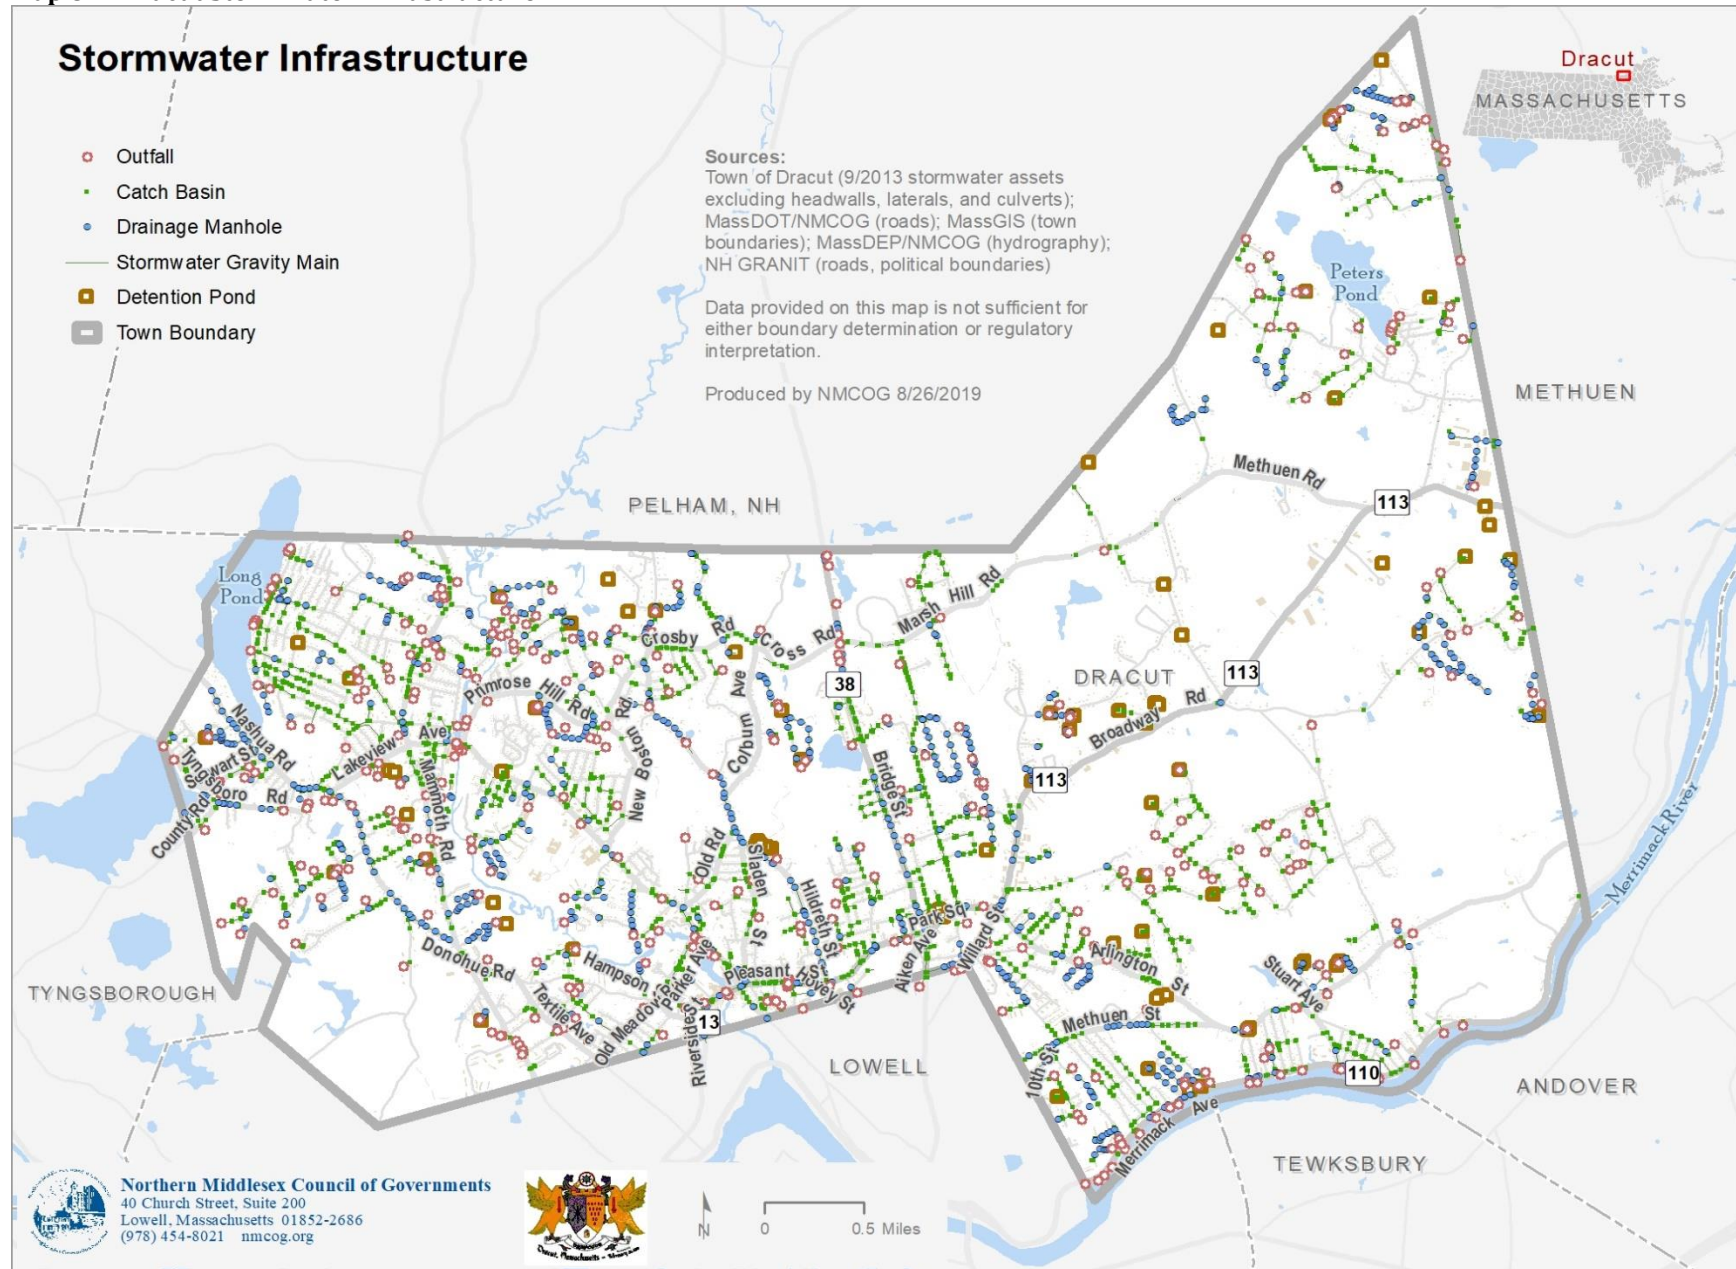 Stormwater Infrastructure
Outfall
Catch Basin
Drainage Manhole
Stormwater Gravity Main
Detention Pond
Town Boundary
Sources:
Town of Dracut (9/2013 stormwater assets
excluding headwalls, laterals, and culverts);
MassDOT/NMCOG (roads); MassGIS (town
boundaries); MassDEP/NMCOG (hydrography);
NH GRANIT (roads, political boundaries)
Data provided on this map is not sufficient for
either boundary determination or regulatory
interpretation.
Produced by NMCOG 8/26/2019
Dracut
MASSACHUSETTS
Peters
Pond
METHUEN
Methuen Rd
113
PELHAM, NH
Long
Pond
Marsh Hill Rd
Crosby Rd
Cross Rd
38
DRACUT
113
Broadway Rd
Primrose Hill Rd
New Boston Rd
Colburn Ave
Nashua Rd
Lakeview Ave
Tyngsboro Rd
County Rd
Mammoth Rd
Bridge St
113
Merrimack River
Old Rd
Sladen St
Hildreth St
Park Sq
Willard St
Aiken Ave
Arlington St
Donohue Rd
Hampson
Parker Ave
Pleasant St
Hovey St
Stuart Ave
TYNGSBOROUGH
Textile Ave
Old Meadow Rd
Riverside St
13
Methuen St
10th St
110
LOWELL
ANDOVER
Merrimack Ave
TEWKSBURY
Northern Middlesex Council of Governments
40 Church Street, Suite 200
Lowell, Massachusetts 01852-2686
(978) 454-8021 nmcog.org
N
0 0.5 Miles